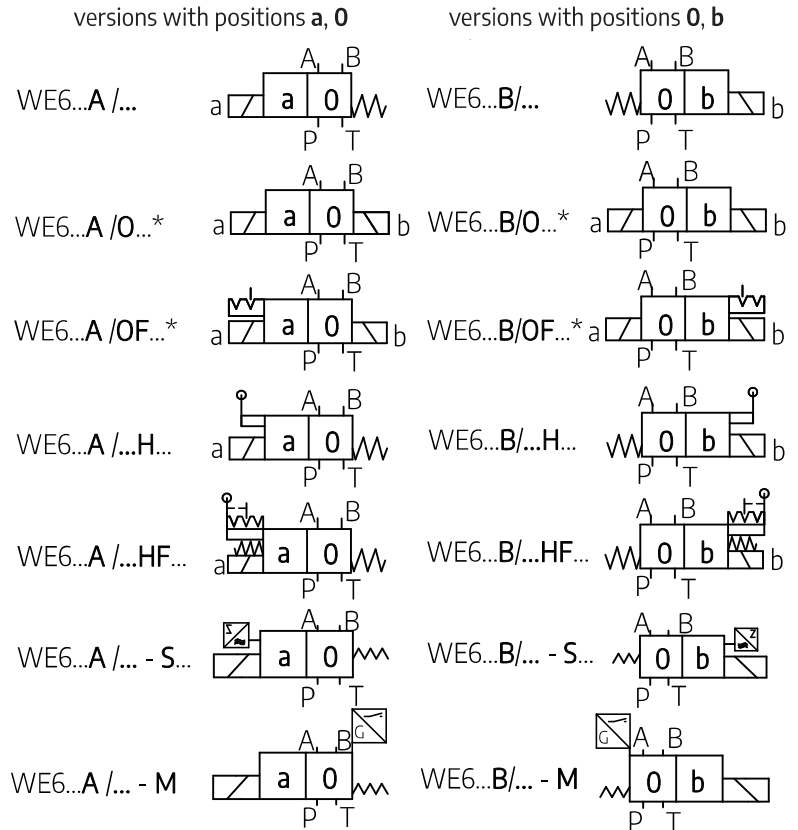 versions with positions a, 0 versions with positions 0, b
A B A B
WE6...A /... a a 0 WE6...B/... 0 b b
P T P T
A B A B
WE6...A /O...* a a 0 b WE6...B/O...* a 0 b b
P T P T
A B A B
WE6...A /OF...* a a 0 b WE6...B/OF...* a 0 b b
P T P T
A B A B
WE6...A /...H... a a 0 WE6...B/...H... 0 b b
P T P T
A B A B
WE6...A /...HF... a a 0 WE6...B/...HF... 0 b b
P T P T
A B A B
WE6...A /... - S... a 0 WE6...B/... - S... 0 b
P T P T
G G
A B A B
WE6...A /... - M a 0 WE6...B/... - M 0 b
P T P T